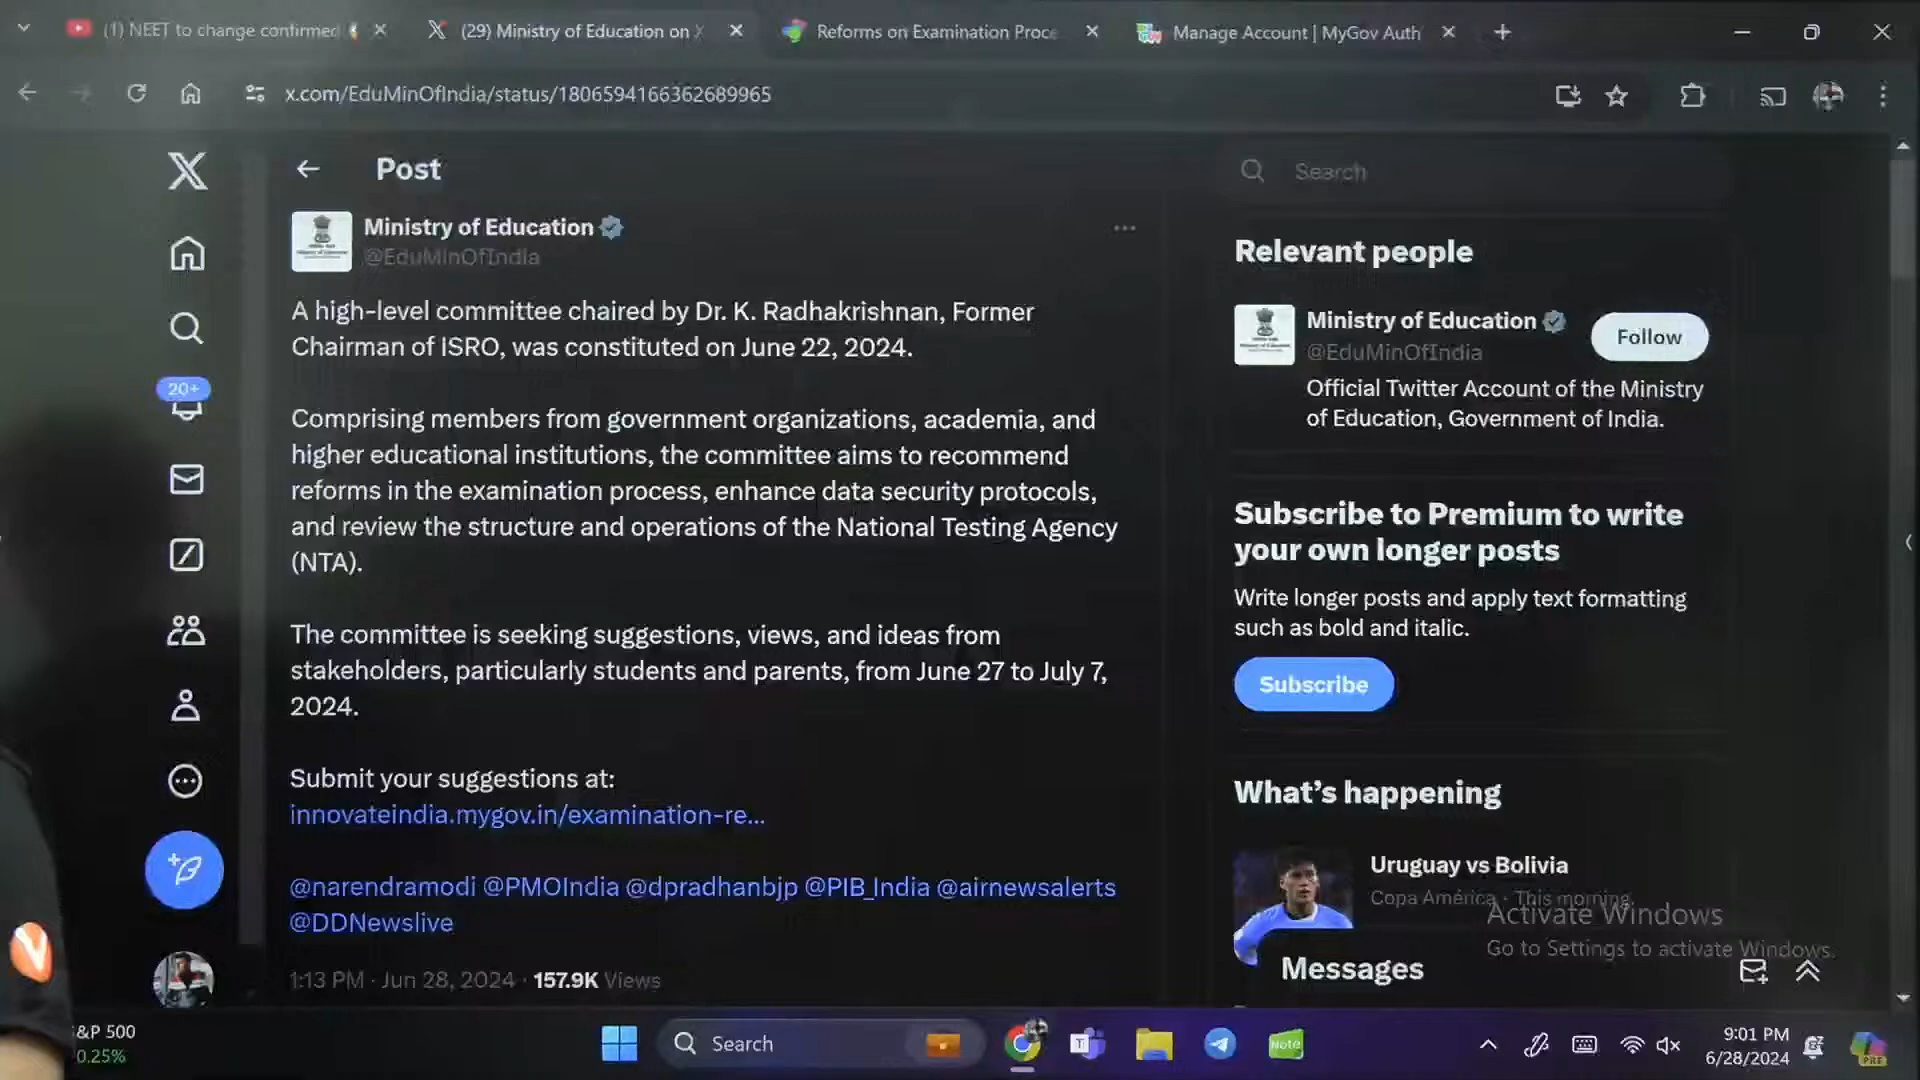 (1) NEET to change confirmed
(29) Ministry of Education on X
Reforms on Examination Proce
Manage Account | MyGov Auth
x.com/EduMinOfIndia/status/1806594166362689965
Post
Search
Ministry of Education
@EduMinOfIndia
A high-level committee chaired by Dr. K. Radhakrishnan, Former
Chairman of ISRO, was constituted on June 22, 2024.
Comprising members from government organizations, academia, and
higher educational institutions, the committee aims to recommend
reforms in the examination process, enhance data security protocols,
and review the structure and operations of the National Testing Agency
(NTA).
The committee is seeking suggestions, views, and ideas from
stakeholders, particularly students and parents, from June 27 to July 7,
2024.
Submit your suggestions at:
innovateindia.mygov.in/examination-re...
@narendramodi @PMOIndia @dpradhanbjp @PIB_India @airnewsalerts
@DDNewslive
1:13 PM · Jun 28, 2024 · 157.9K Views
20+
Relevant people
Ministry of Education
@EduMinOfIndia
Follow
Official Twitter Account of the Ministry
of Education, Government of India.
Subscribe to Premium to write
your own longer posts
Write longer posts and apply text formatting
such as bold and italic.
Subscribe
What's happening
Uruguay vs Bolivia
Copa América · This morning
Activate Windows
Go to Settings to activate Windows.
Messages
&P 500
0.25%
Search
Note
9:01 PM
6/28/2024
PRE